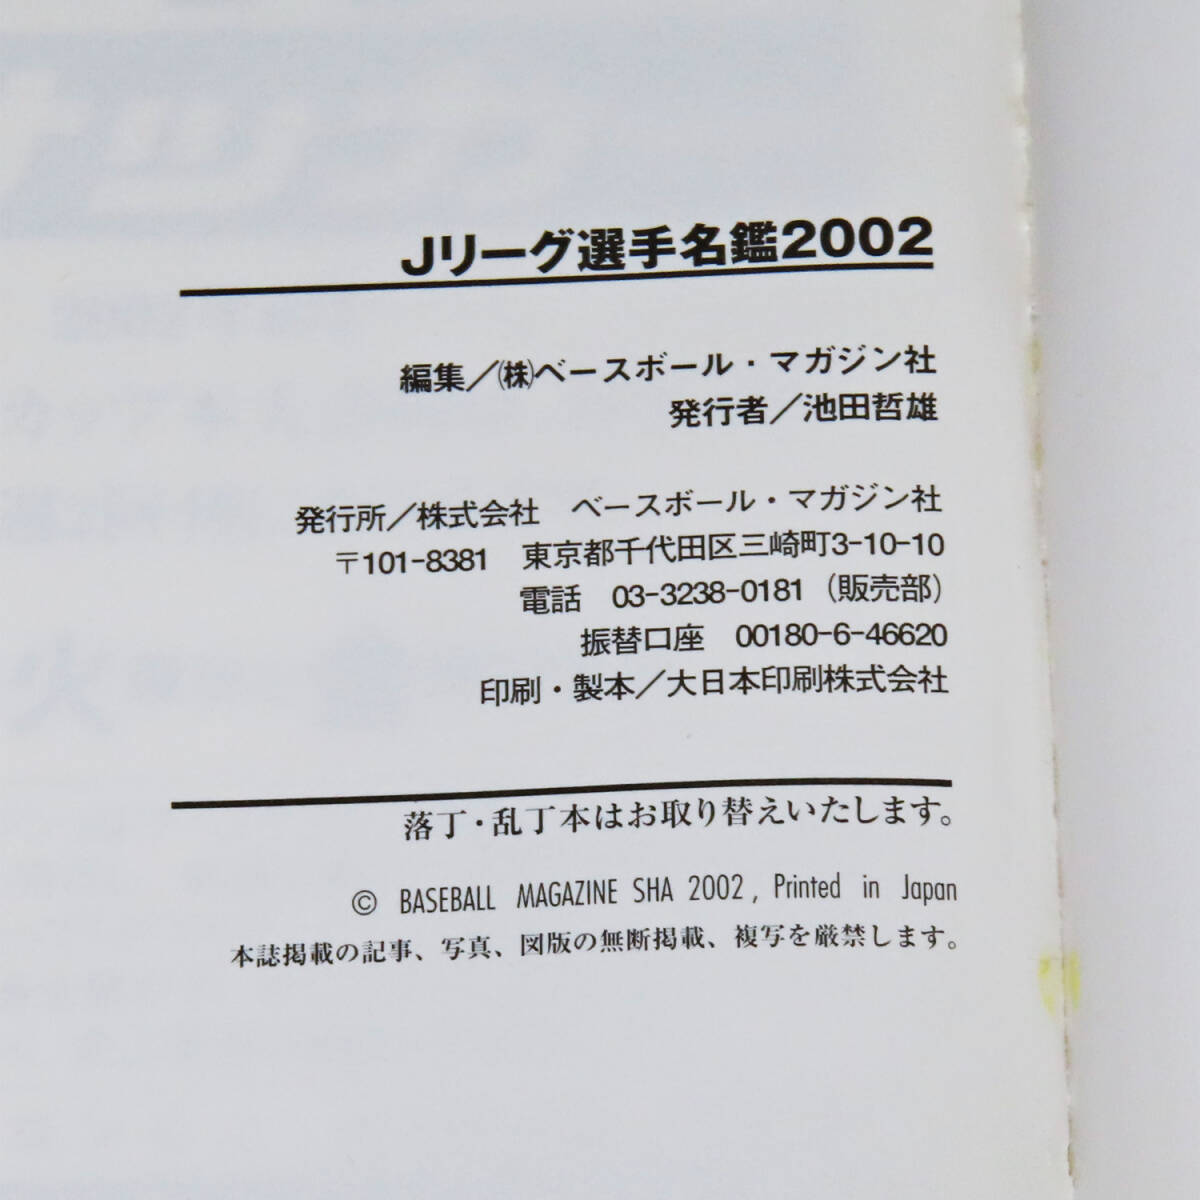 Jリーグ選手名鑑2002
編集／㈱ベースボール・マガジン社
発行者／池田哲雄
発行所／株式会社　ベースボール・マガジン社
〒101-8381　東京都千代田区三崎町3-10-10
電話　03-3238-0181（販売部）
振替口座　00180-6-46620
印刷・製本／大日本印刷株式会社
落丁・乱丁本はお取り替えいたします。
© BASEBALL MAGAZINE SHA 2002, Printed in Japan
本誌掲載の記事、写真、図版の無断掲載、複写を厳禁します。